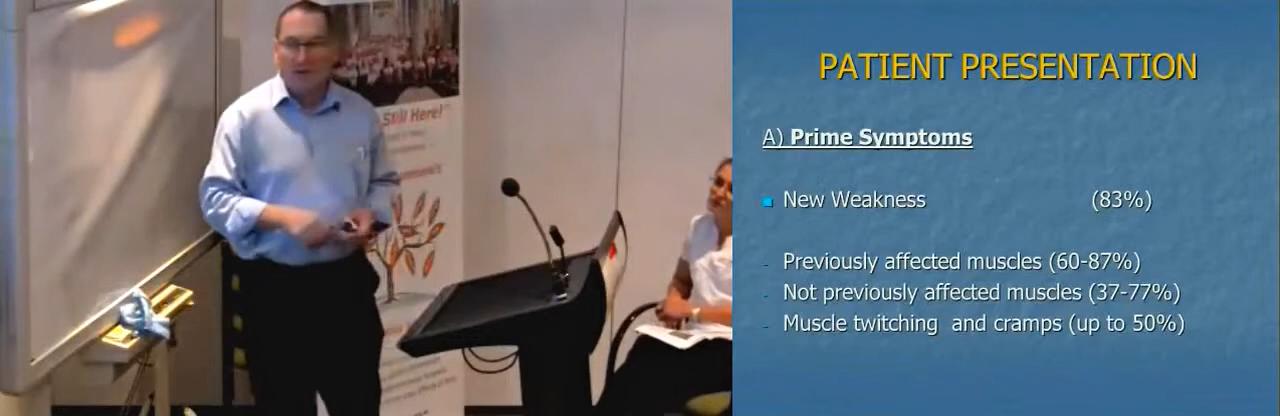 Still Here!
PATIENT PRESENTATION
A) Prime Symptoms
New Weakness (83%)
- Previously affected muscles (60-87%)
- Not previously affected muscles (37-77%)
- Muscle twitching and cramps (up to 50%)